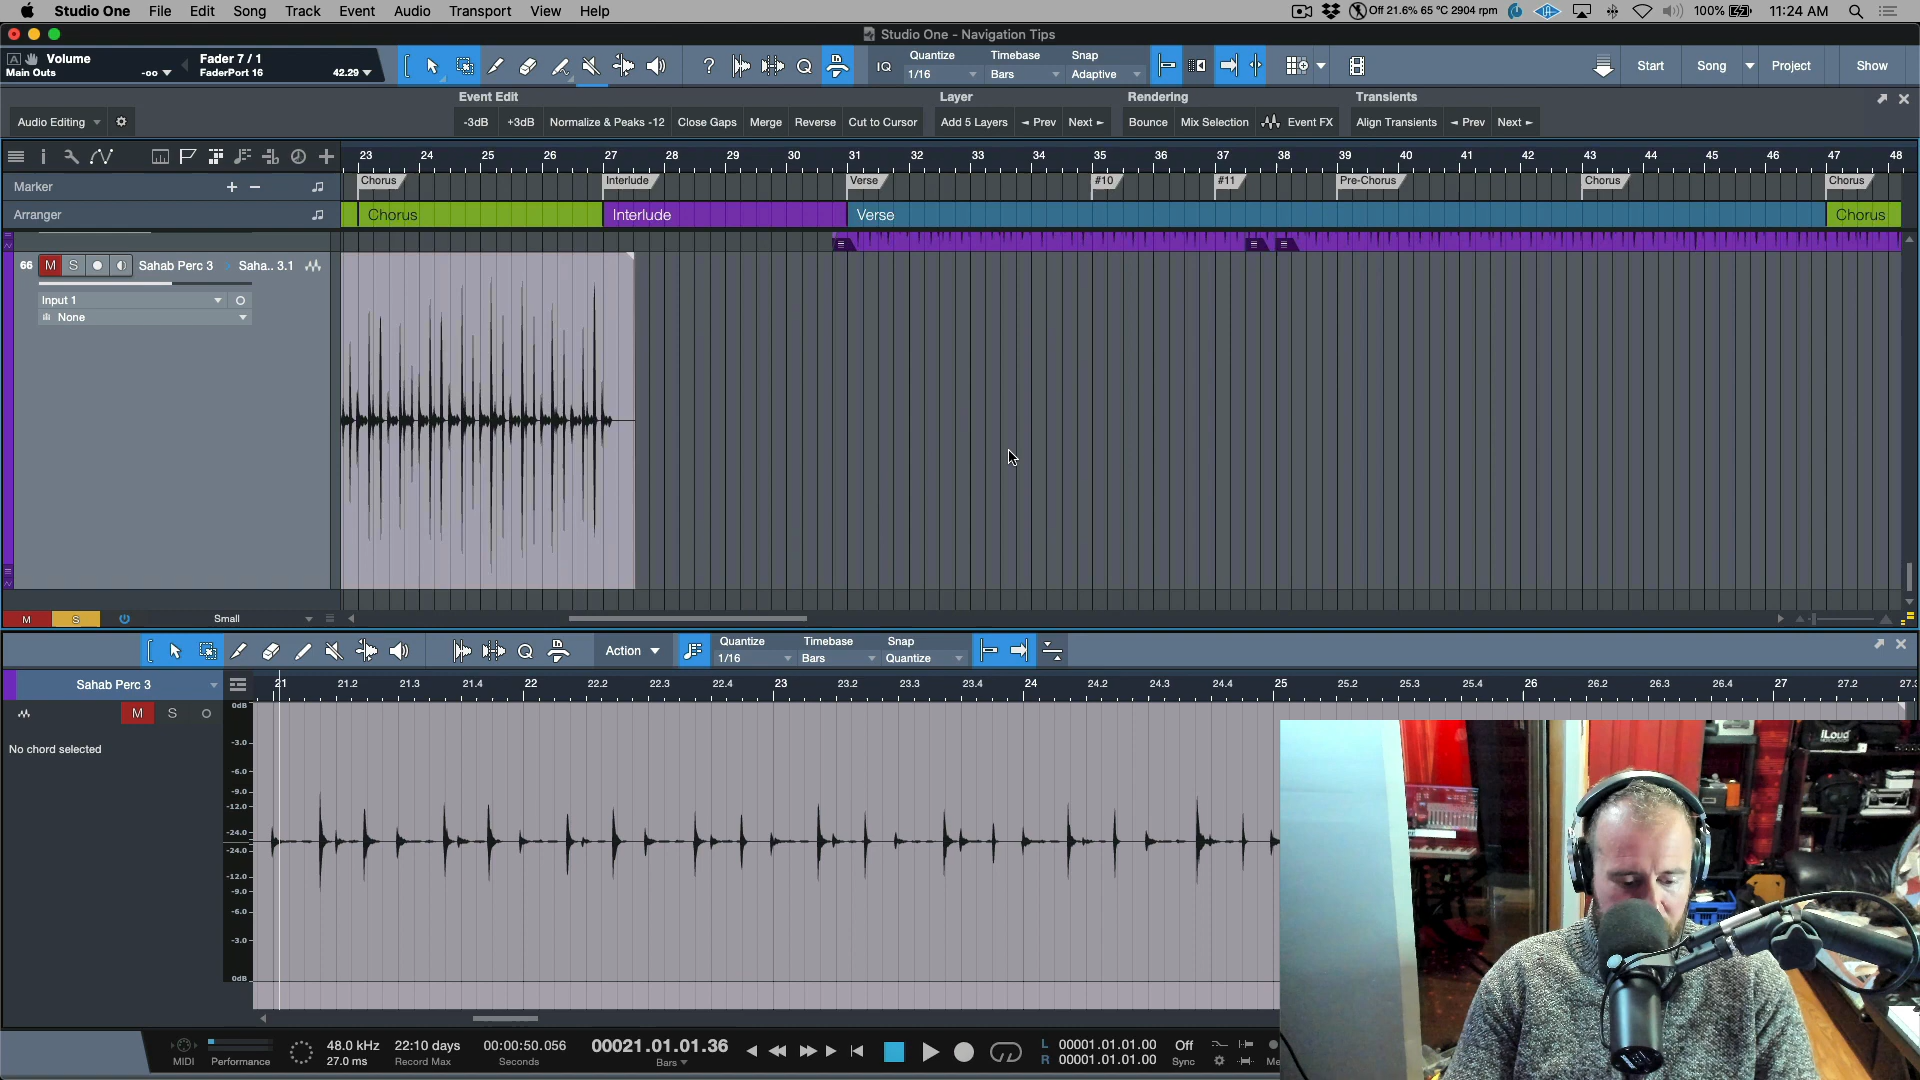 Studio One File Edit Song Track Event Audio Transport View Help
Off 21.6% 65 °C 2904 rpm 100% 11:24 AM
Studio One - Navigation Tips
A Volume Fader 7 / 1
Main Outs -oo FaderPort 16 42.29
? IQ Quantize Timebase Snap
1/16 Bars Adaptive
Start Song Project Show
Event Edit Layer Rendering Transients
Audio Editing -3dB +3dB Normalize & Peaks -12 Close Gaps Merge Reverse Cut to Cursor Add 5 Layers Prev Next Bounce Mix Selection Event FX Align Transients Prev Next
23 24 25 26 27 28 29 30 31 32 33 34 35 36 37 38 39 40 41 42 43 44 45 46 47 48
Marker Chorus Interlude Verse #10 #11 Pre-Chorus Chorus Chorus
Arranger Chorus Interlude Verse Chorus
66 M S Sahab Perc 3 Saha.. 3.1
Input 1
None
M S Small
Action Quantize Timebase Snap
1/16 Bars Quantize
Sahab Perc 3 21 21.2 21.3 21.4 22 22.2 22.3 22.4 23 23.2 23.3 23.4 24 24.2 24.3 24.4 25 25.2 25.3 25.4 26 26.2 26.3 26.4 27 27.2
M S
No chord selected
0dB
-3.0
-6.0
-9.0
-12.0
-24.0
-24.0
-12.0
-9.0
-6.0
-3.0
0dB
iLoud
MIDI Performance
48.0 kHz 22:10 days 00:00:50.056 00021.01.01.36
27.0 ms Record Max Seconds Bars
L 00001.01.01.00 Off
R 00001.01.01.00 Sync